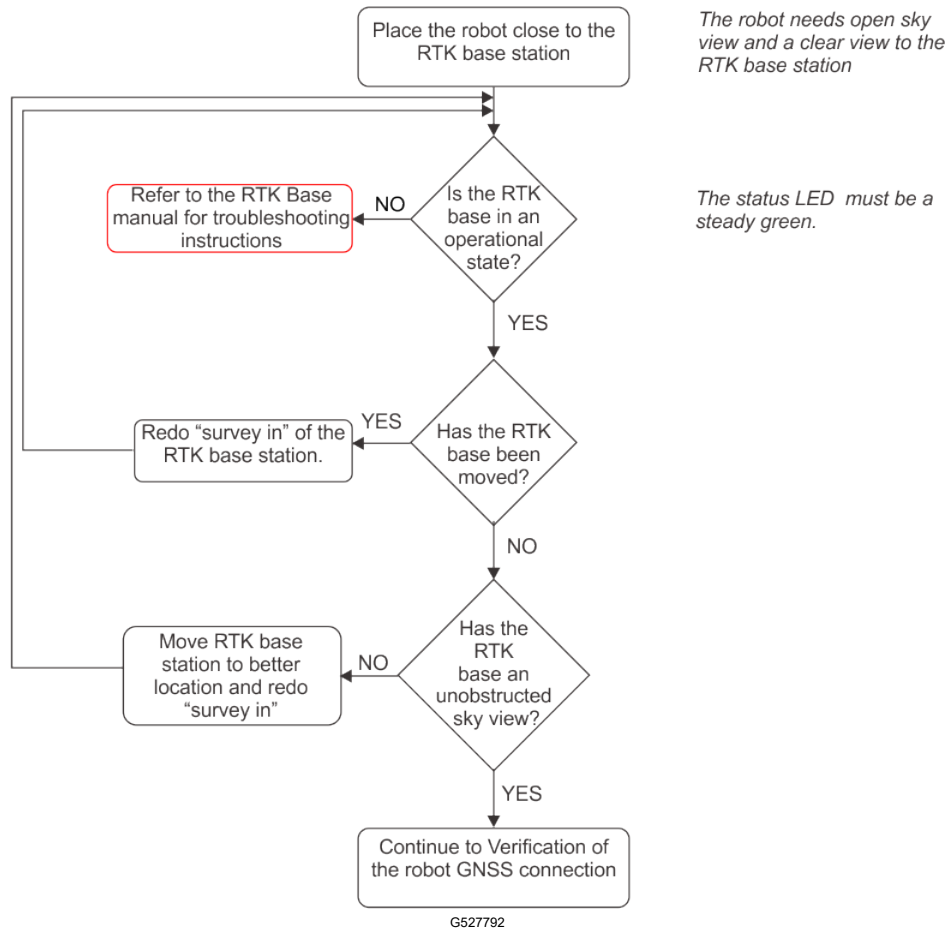 Place the robot close to the
RTK base station
The robot needs open sky
view and a clear view to the
RTK base station
Is the RTK
base in an
operational
state?
NO
Refer to the RTK Base
manual for troubleshooting
instructions
The status LED must be a
steady green.
YES
Has the RTK
base been
moved?
YES
Redo “survey in” of the
RTK base station.
NO
Has the
RTK
base an
unobstructed
sky view?
NO
Move RTK base
station to better
location and redo
“survey in”
YES
Continue to Verification of
the robot GNSS connection
G527792